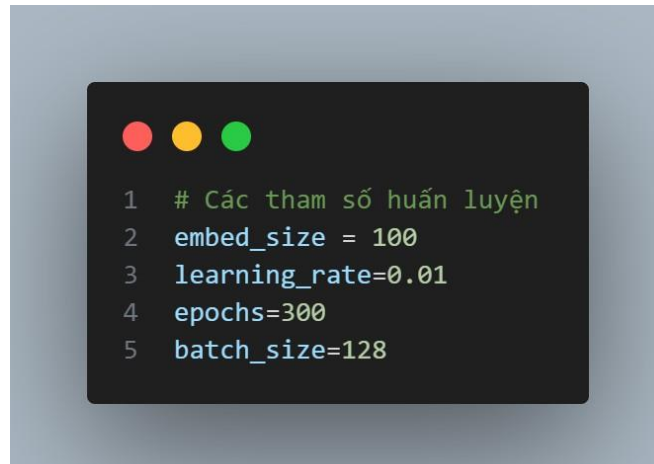 1 # Các tham số huấn luyện
2 embed_size = 100
3 learning_rate=0.01
4 epochs=300
5 batch_size=128